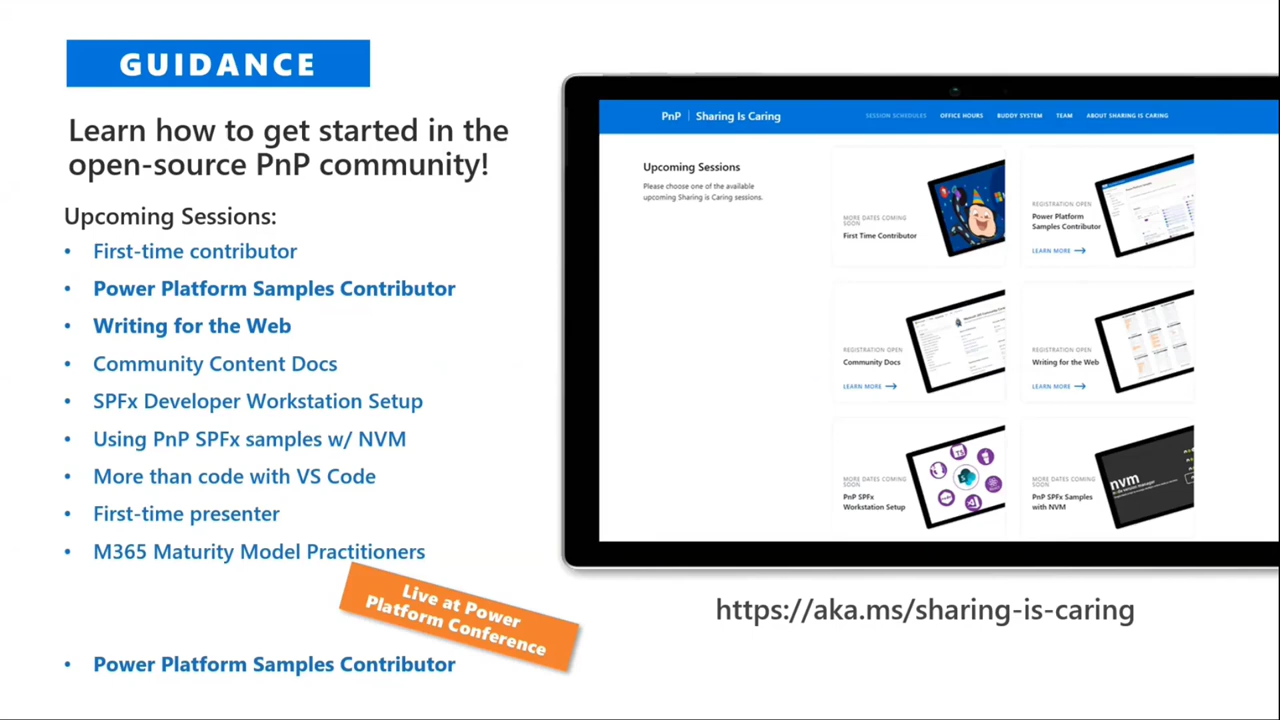 GUIDANCE
Learn how to get started in the
open-source PnP community!
Upcoming Sessions:
• First-time contributor
• Power Platform Samples Contributor
• Writing for the Web
• Community Content Docs
• SPFx Developer Workstation Setup
• Using PnP SPFx samples w/ NVM
• More than code with VS Code
• First-time presenter
• M365 Maturity Model Practitioners
Live at Power
Platform Conference
• Power Platform Samples Contributor
PnP | Sharing Is Caring
SESSION SCHEDULES OFFICE HOURS BUDDY SYSTEM TEAM ABOUT SHARING IS CARING
Upcoming Sessions
Please choose one of the available
upcoming Sharing is Caring sessions.
MORE DATES COMING
SOON
First Time Contributor
REGISTRATION OPEN
Power Platform
Samples Contributor
LEARN MORE
REGISTRATION OPEN
Community Docs
LEARN MORE
REGISTRATION OPEN
Writing for the Web
LEARN MORE
MORE DATES COMING
SOON
PnP SPFx
Workstation Setup
MORE DATES COMING
SOON
PnP SPFx Samples
with NVM
nvm
https://aka.ms/sharing-is-caring